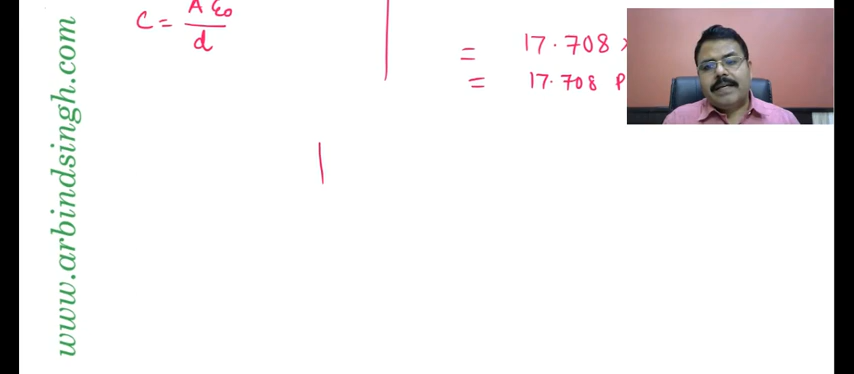 C = Aε₀/d
= 17.708 ×
= 17.708 P
www.arbindsingh.com